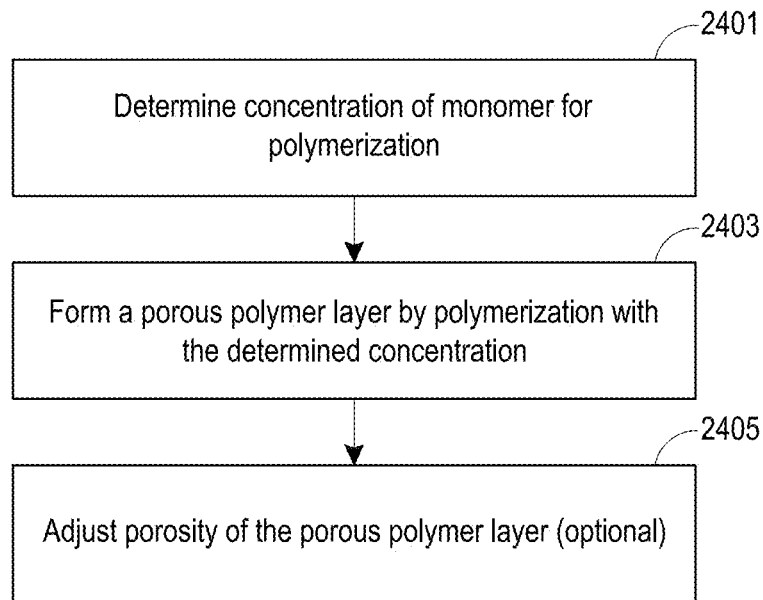 2401
Determine concentration of monomer for
polymerization
2403
Form a porous polymer layer by polymerization with
the determined concentration
2405
Adjust porosity of the porous polymer layer (optional)